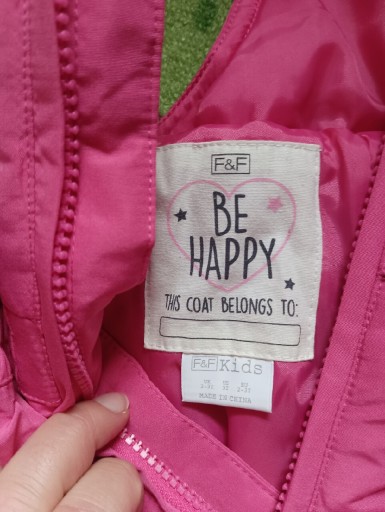 F&F
BE
HAPPY
THIS COAT BELONGS TO:
F&F Kids
MADE IN CHINA